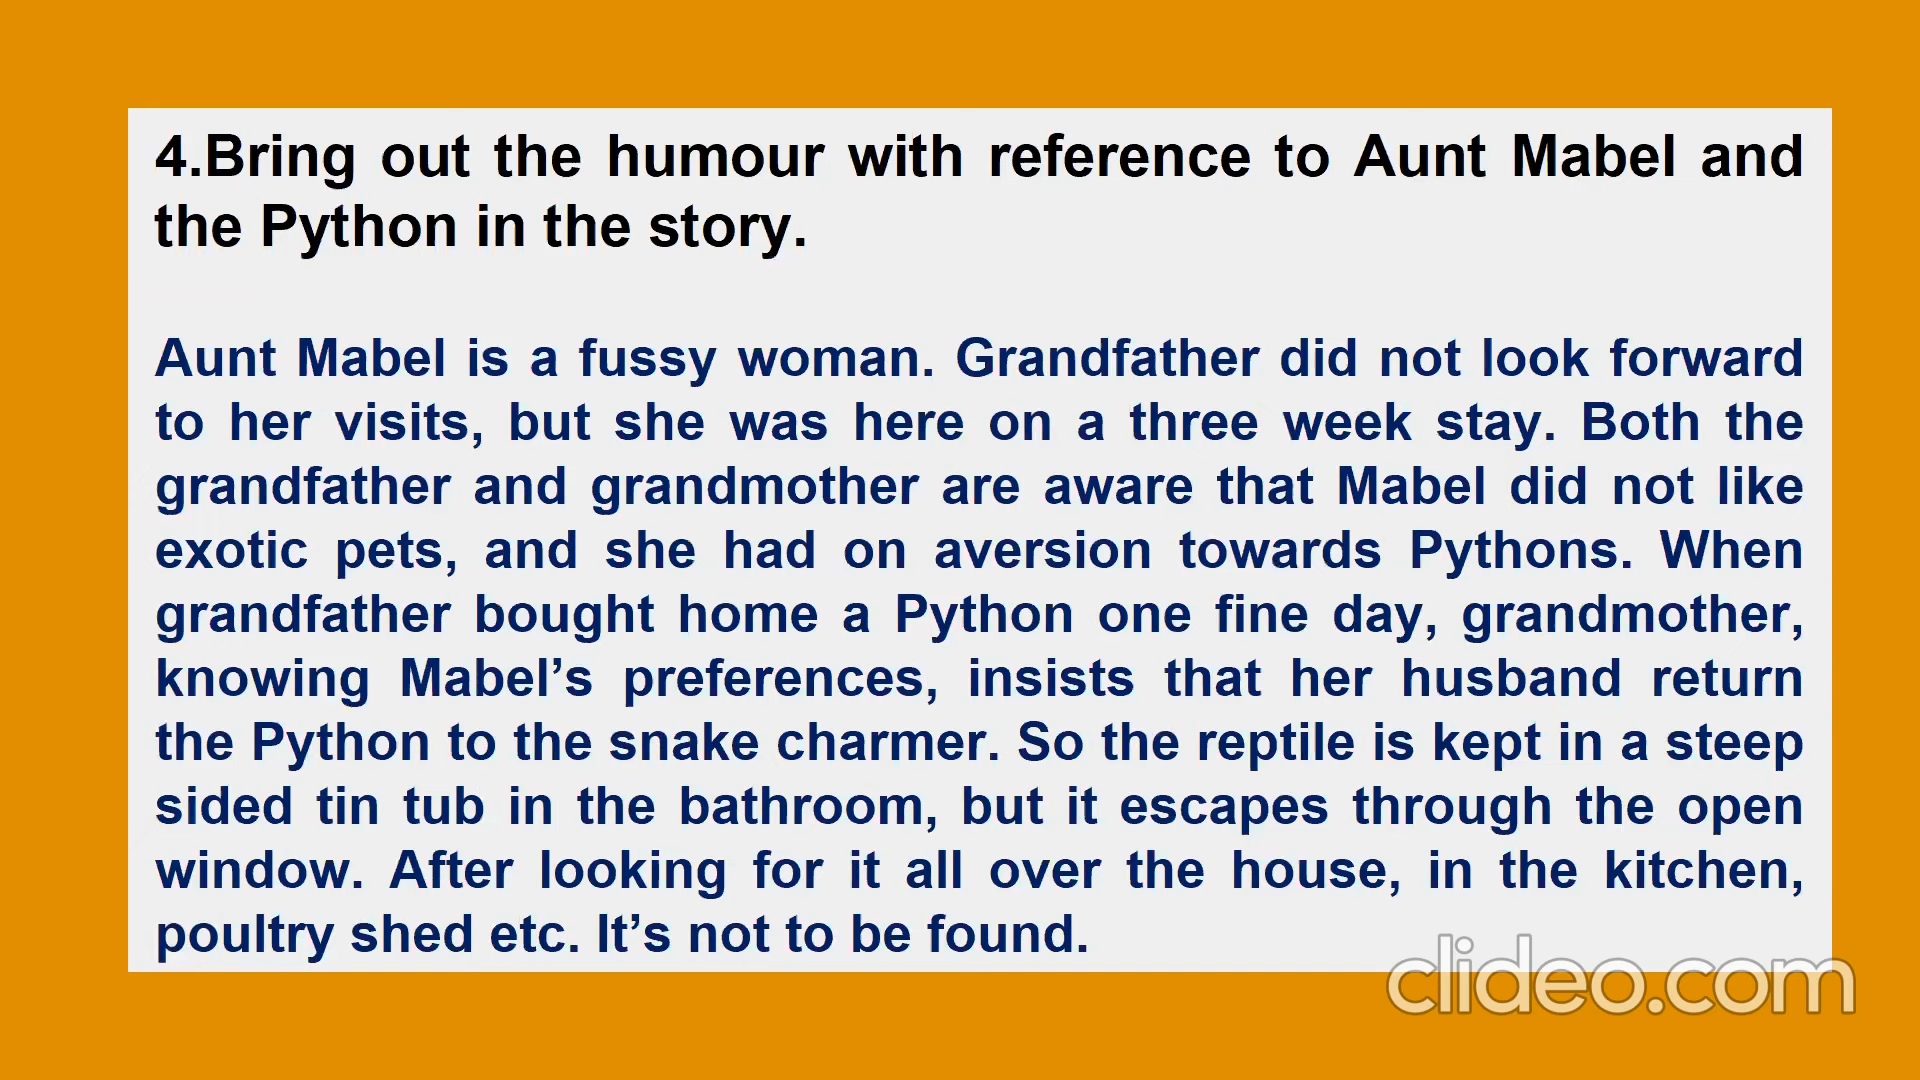 4.Bring out the humour with reference to Aunt Mabel and
the Python in the story.
Aunt Mabel is a fussy woman. Grandfather did not look forward
to her visits, but she was here on a three week stay. Both the
grandfather and grandmother are aware that Mabel did not like
exotic pets, and she had on aversion towards Pythons. When
grandfather bought home a Python one fine day, grandmother,
knowing Mabel’s preferences, insists that her husband return
the Python to the snake charmer. So the reptile is kept in a steep
sided tin tub in the bathroom, but it escapes through the open
window. After looking for it all over the house, in the kitchen,
poultry shed etc. It’s not to be found.
clideo.com